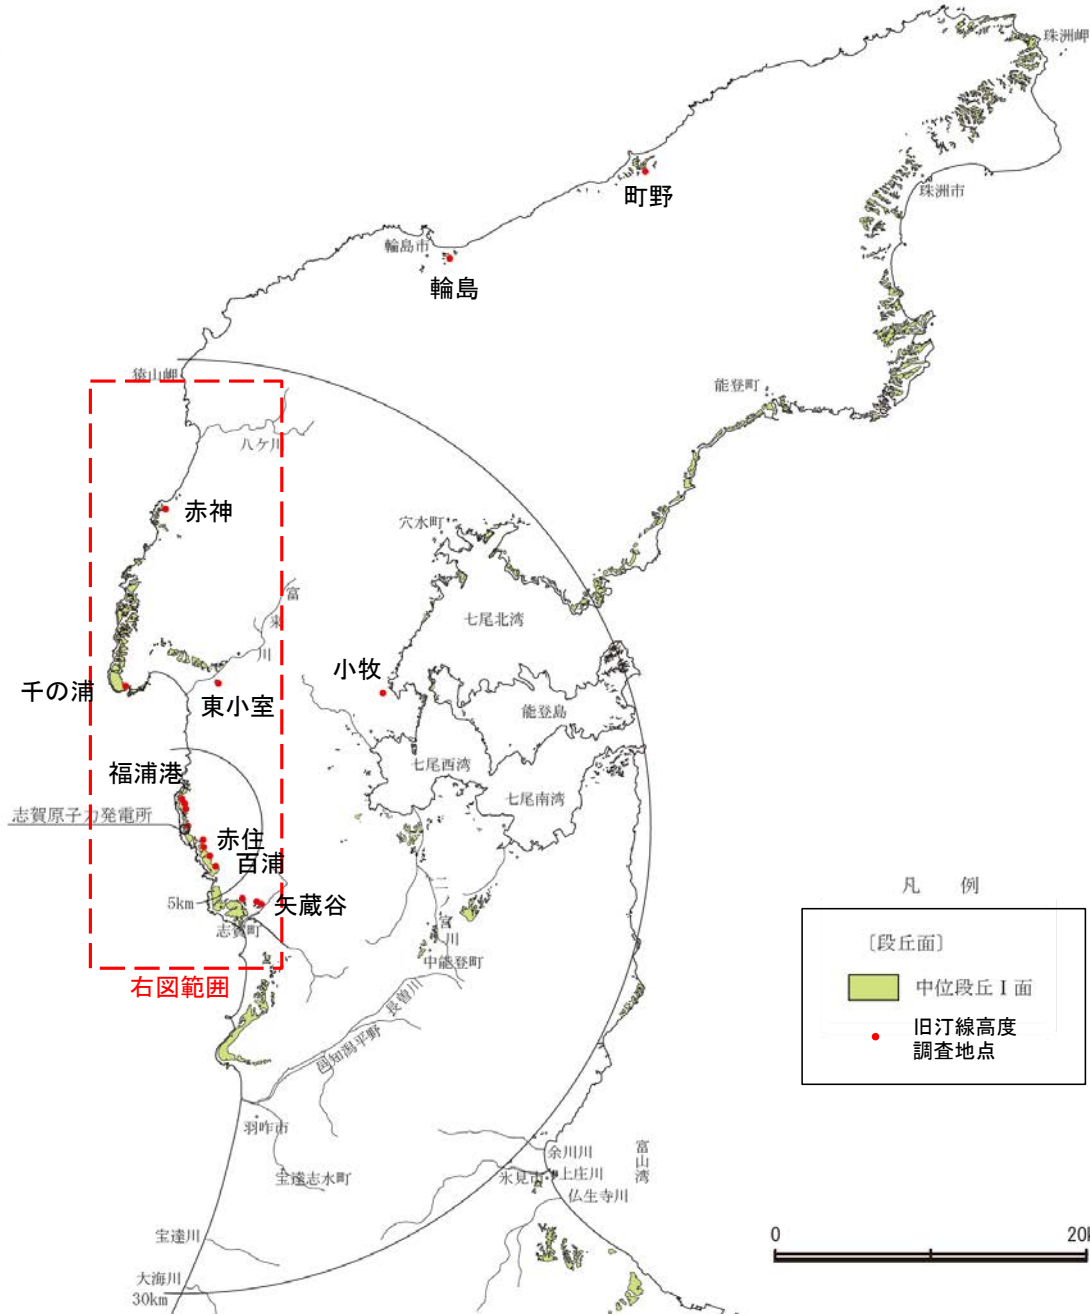 珠洲岬
町野
珠洲市
輪島市
輪島
猿山岬
能登町
八ケ川
赤神
穴水町
富来川
七尾北湾
小牧
千の浦
東小室
能登島
福浦港
七尾西湾
七尾南湾
志賀原子力発電所
赤住
百浦
矢蔵谷
5km
志賀町
二ノ宮川
中能登町
右図範囲
長曽川
邑知潟平野
羽咋市
宝達志水町
余川川
氷見市
上庄川
仏生寺川
富山湾
宝達川
大海川
30km
凡 例
〔段丘面〕
中位段丘Ⅰ面
旧汀線高度
調査地点
0
20k